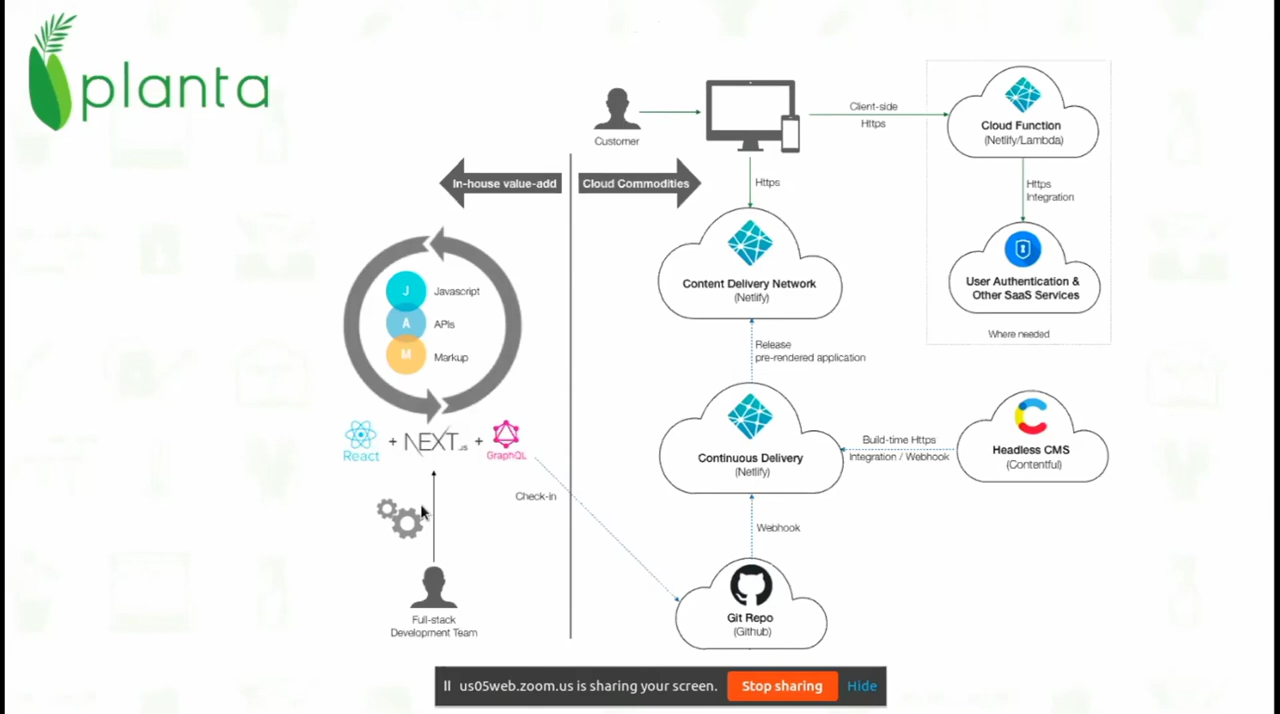 planta
Customer
Client-side
Https
Cloud Function
(Netlify/Lambda)
Https
Integration
User Authentication &
Other SaaS Services
Where needed
In-house value-add
Cloud Commodities
Https
Content Delivery Network
(Netlify)
J Javascript
A APIs
M Markup
Release
pre-rendered application
React + NEXT.JS + GraphQL
Continuous Delivery
(Netlify)
Build-time Https
Integration / Webhook
Headless CMS
(Contentful)
Check-in
Webhook
Git Repo
(Github)
Full-stack
Development Team
us05web.zoom.us is sharing your screen. Stop sharing Hide